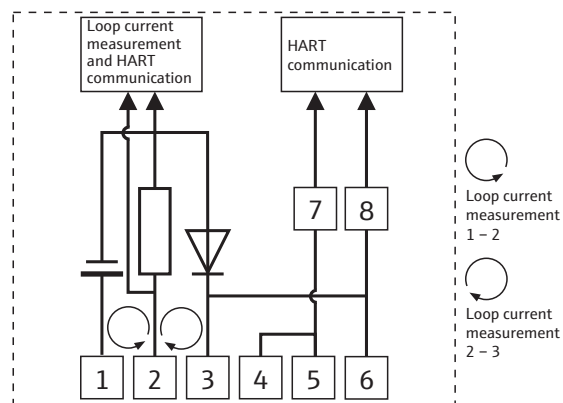 Loop current
measurement
and HART
communication
HART
communication
7
8
Loop current
measurement
1 – 2
Loop current
measurement
2 – 3
1
2
3
4
5
6